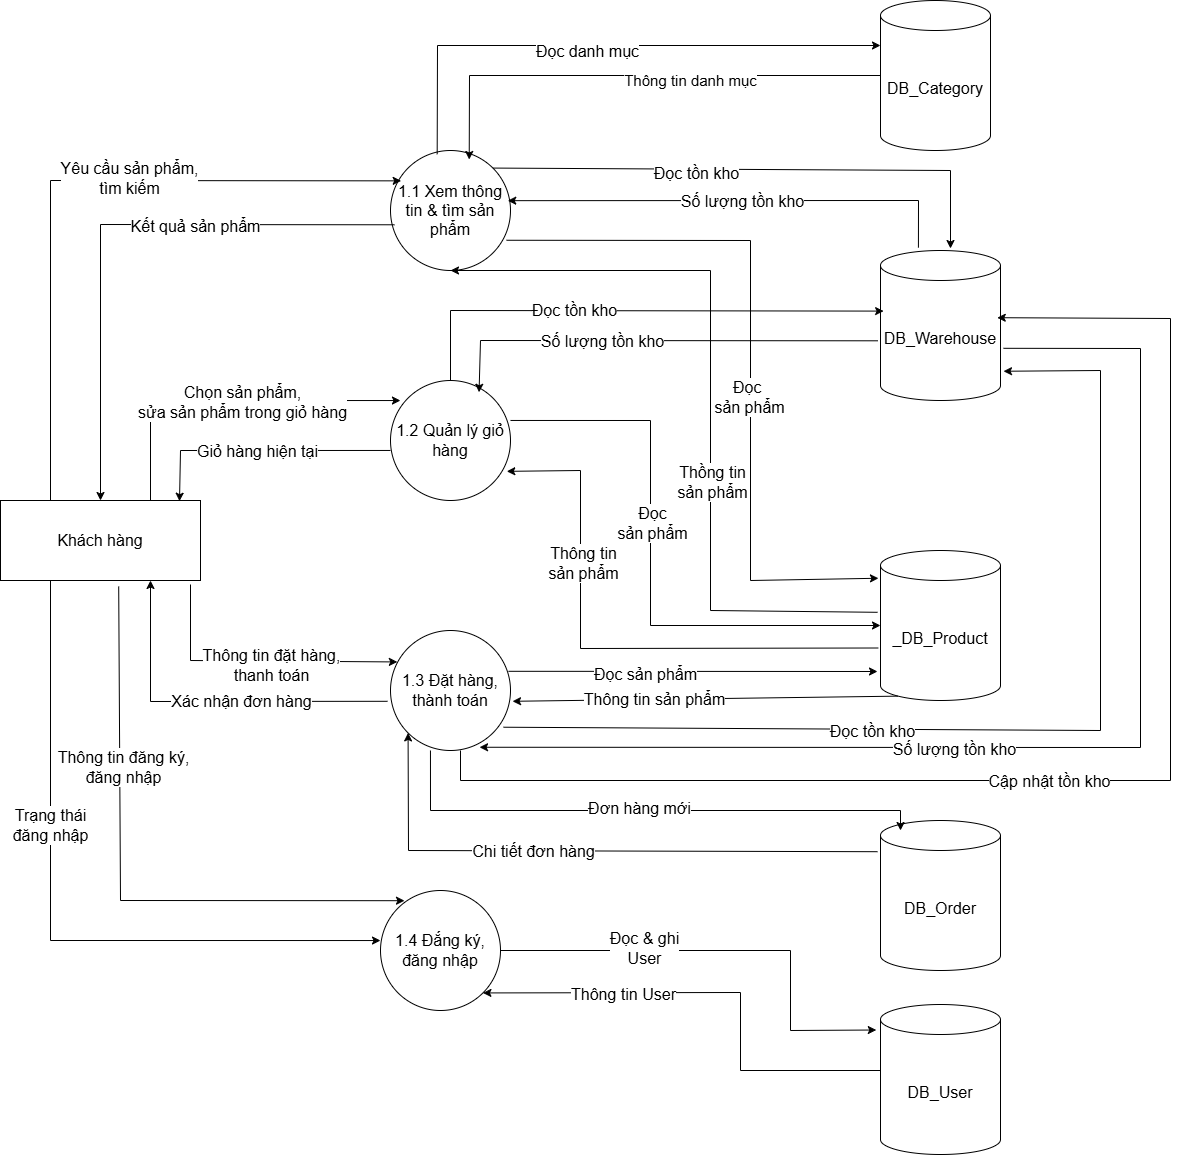 Đọc danh mục
Thông tin danh mục
DB_Category
Yêu cầu sản phẩm,
tìm kiếm
Đọc tồn kho
1.1 Xem thông
tin & tìm sản
phẩm
Số lượng tồn kho
Kết quả sản phẩm
Đọc tồn kho
Số lượng tồn kho
DB_Warehouse
Chọn sản phẩm,
sửa sản phẩm trong giỏ hàng
Đọc
sản phẩm
1.2 Quản lý giỏ
hàng
Giỏ hàng hiện tại
Thồng tin
sản phẩm
Đọc
sản phẩm
Khách hàng
Thông tin
sản phẩm
_DB_Product
Thông tin đặt hàng,
thanh toán
1.3 Đặt hàng,
thành toán
Đọc sản phẩm
Xác nhận đơn hàng
Thông tin sản phẩm
Đọc tồn kho
Số lượng tồn kho
Thông tin đăng ký,
đăng nhập
Cập nhật tồn kho
Trạng thái
đăng nhập
Đơn hàng mới
Chi tiết đơn hàng
DB_Order
1.4 Đắng ký,
đăng nhập
Đọc & ghi
User
Thông tin User
DB_User